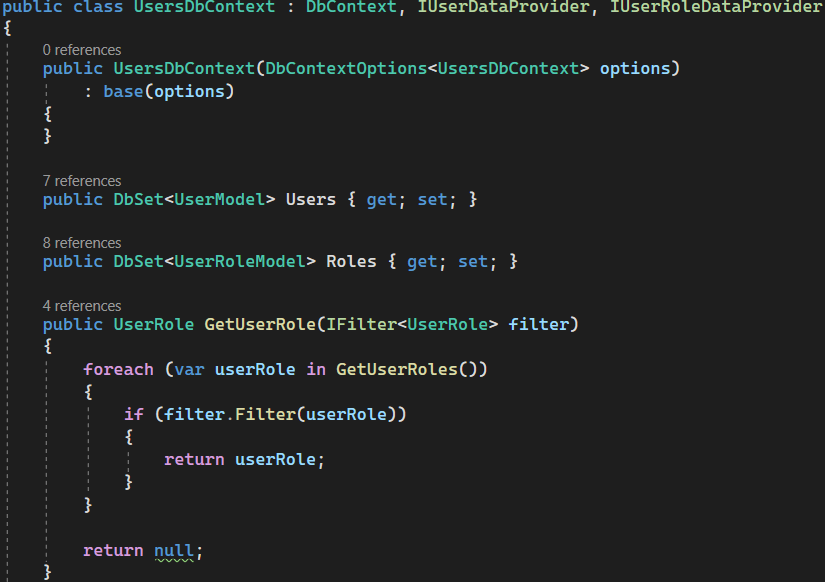 public class UsersDbContext : DbContext, IUserDataProvider, IUserRoleDataProvider
{
0 references
public UsersDbContext(DbContextOptions<UsersDbContext> options)
: base(options)
{
}
7 references
public DbSet<UserModel> Users { get; set; }
8 references
public DbSet<UserRoleModel> Roles { get; set; }
4 references
public UserRole GetUserRole(IFilter<UserRole> filter)
{
foreach (var userRole in GetUserRoles())
{
if (filter.Filter(userRole))
{
return userRole;
}
}
return null;
}